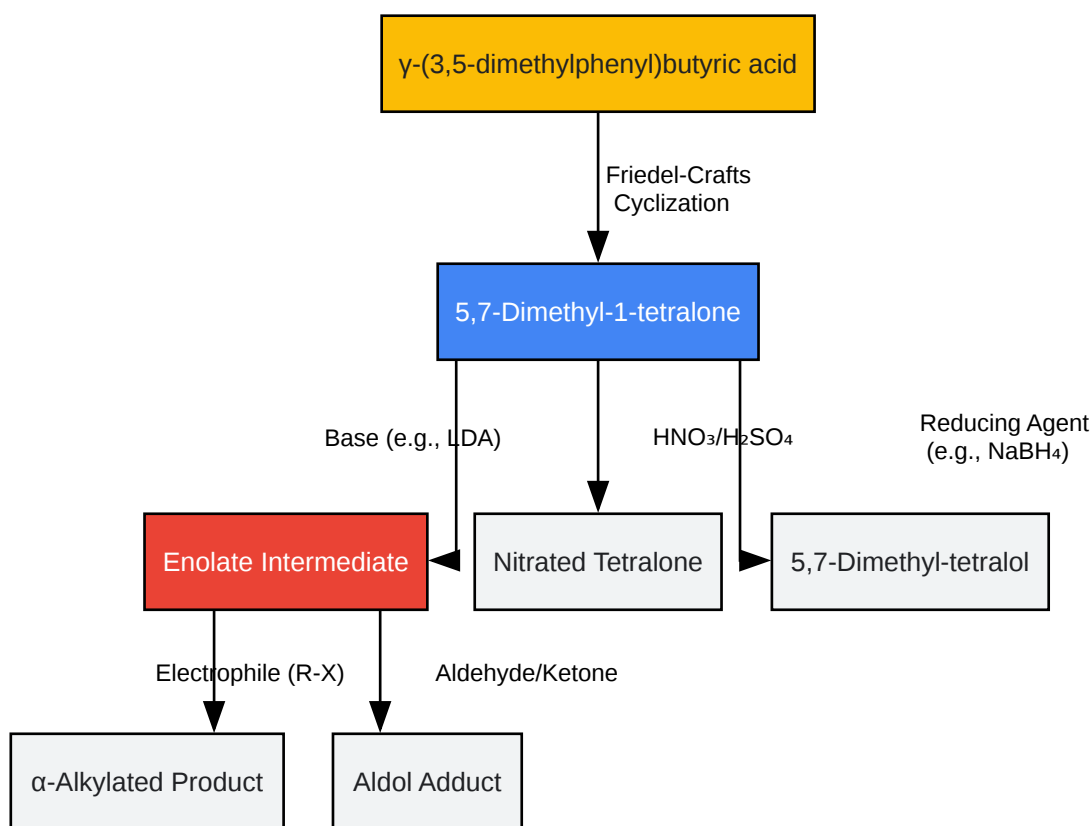 γ-(3,5-dimethylphenyl)butyric acid
Friedel-Crafts
Cyclization
5,7-Dimethyl-1-tetralone
Base (e.g., LDA)
HNO₃/H₂SO₄
Reducing Agent
(e.g., NaBH₄)
Enolate Intermediate
Nitrated Tetralone
5,7-Dimethyl-tetralol
Electrophile (R-X)
Aldehyde/Ketone
α-Alkylated Product
Aldol Adduct